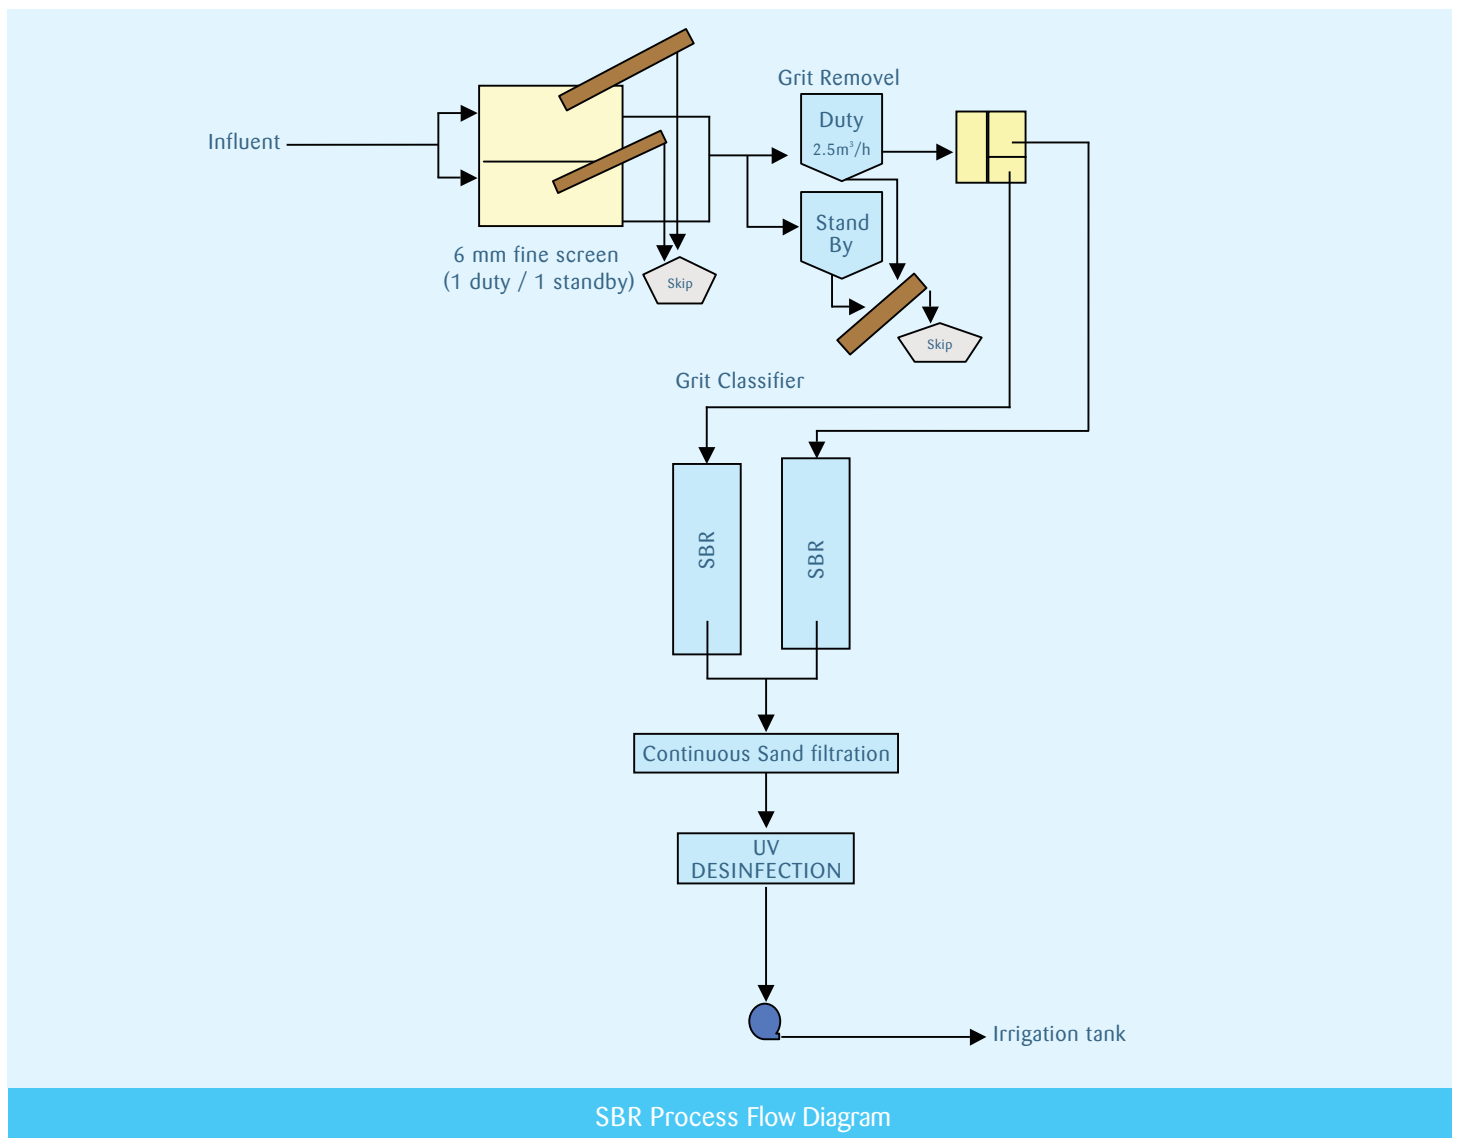 Grit Removel
Duty
2.5m³/h
Influent
Stand
By
6 mm fine screen
(1 duty / 1 standby)
Skip
Skip
Grit Classifier
SBR
SBR
Continuous Sand filtration
UV
DESINFECTION
Irrigation tank
SBR Process Flow Diagram